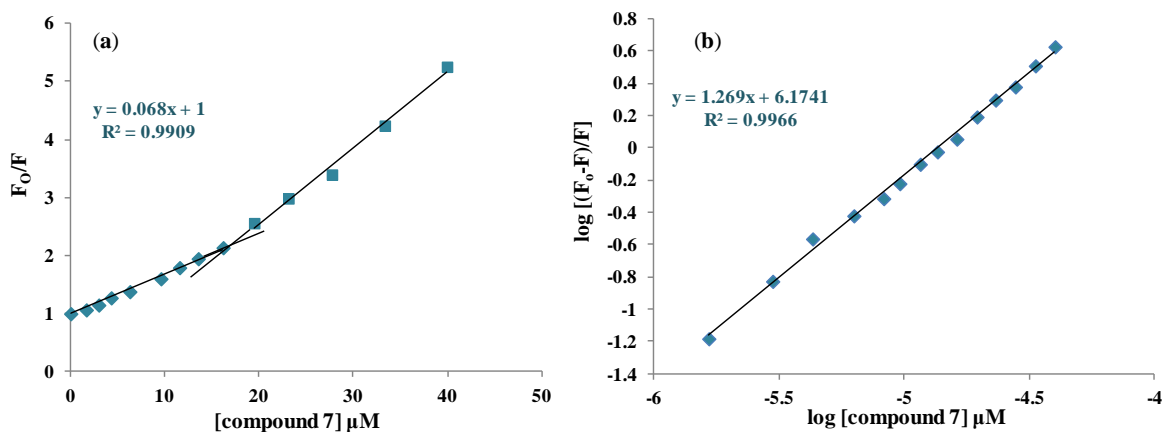 (a)
y = 0.068x + 1
R² = 0.9909
F_O/F
6
5
4
3
2
1
0
0 10 20 30 40 50
[compound 7] µM
(b)
y = 1.269x + 6.1741
R² = 0.9966
log [(F_o-F)/F]
0.8
0.6
0.4
0.2
0
-0.2
-0.4
-0.6
-0.8
-1
-1.2
-1.4
-6 -5.5 -5 -4.5 -4
log [compound 7] µM